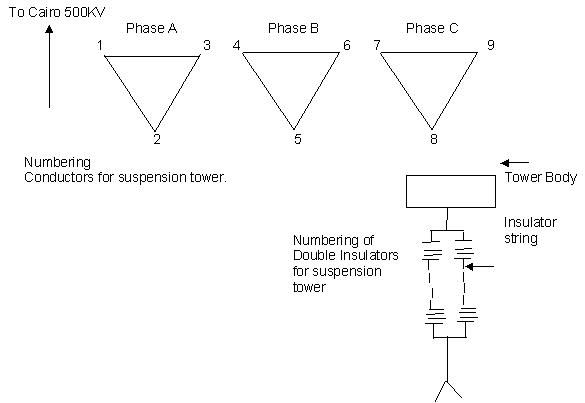 To Cairo 500KV
Phase A
Phase B
Phase C
1
3
4
6
7
9
2
5
8
Numbering
Conductors for suspension tower.
Tower Body
Insulator
string
Numbering of
Double Insulators
for suspension
tower